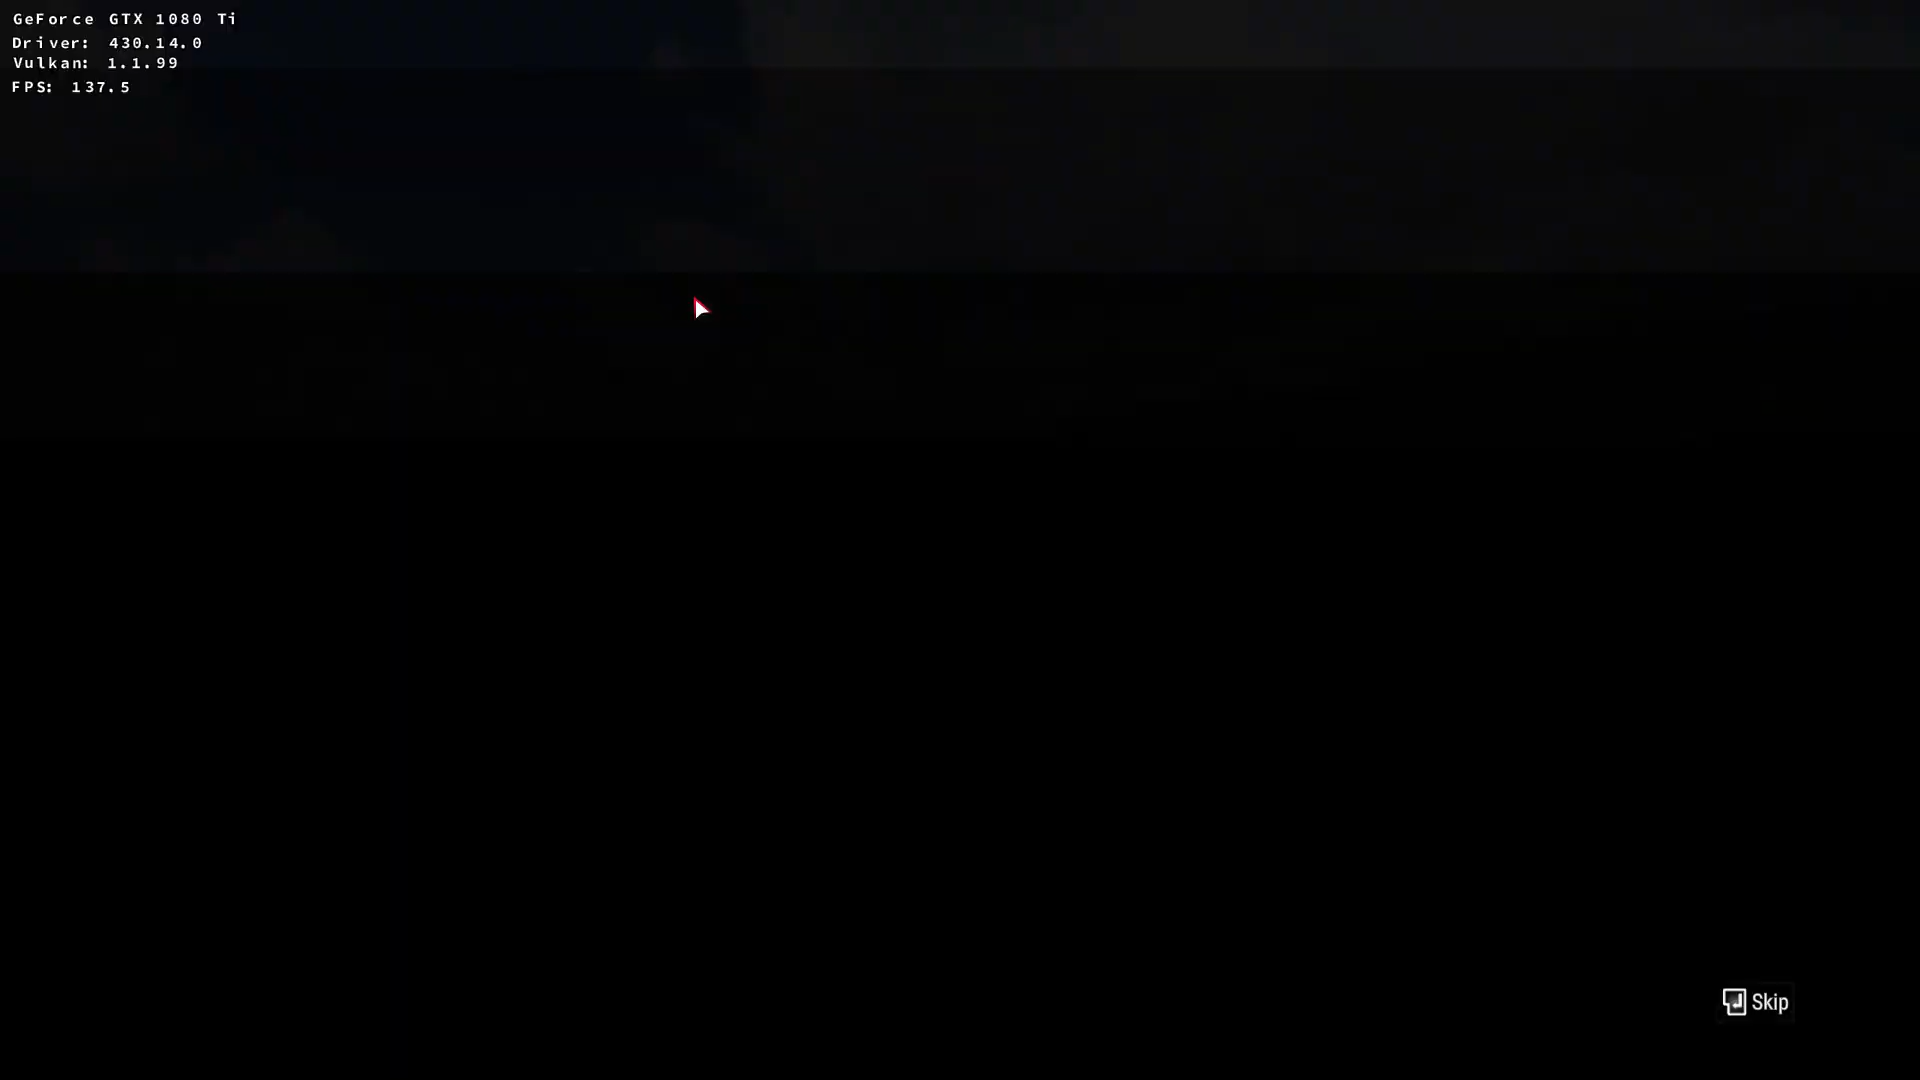 GeForce GTX 1080 Ti
Driver: 430.14.0
Vulkan: 1.1.99
FPS: 137.5
Skip